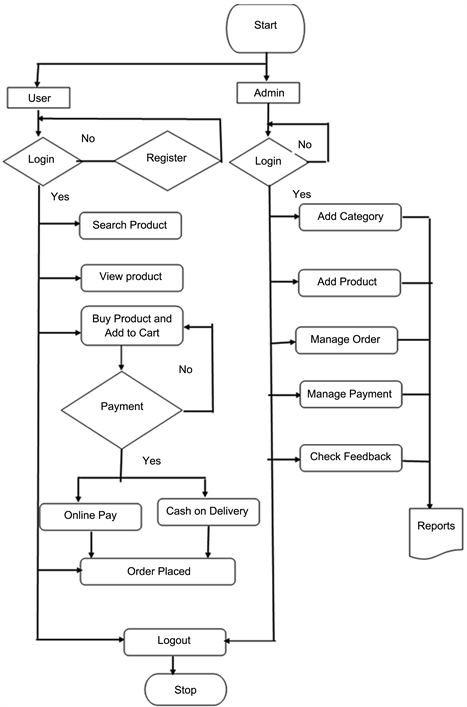 Start
User
Admin
No
No
Login
Register
Login
Yes
Yes
Search Product
Add Category
View product
Add Product
Buy Product and
Add to Cart
Manage Order
No
Payment
Manage Payment
Yes
Check Feedback
Online Pay
Cash on Delivery
Reports
Order Placed
Logout
Stop